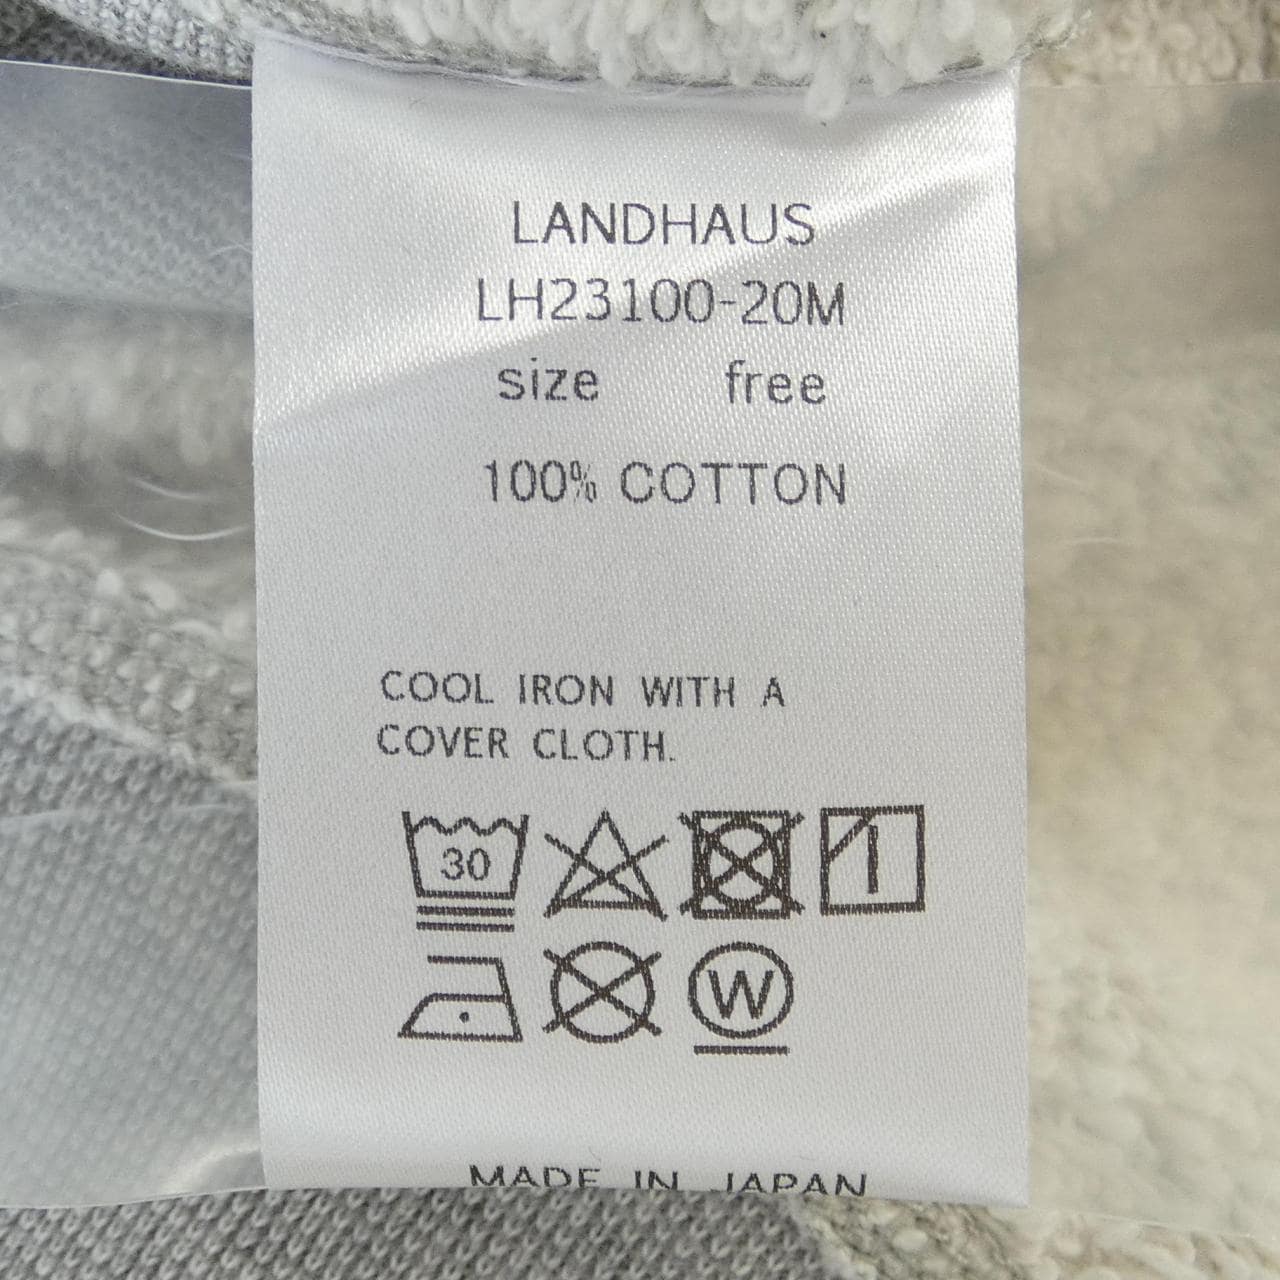 LANDHAUS
LH23100-20M
size free
100% COTTON
COOL IRON WITH A
COVER CLOTH.
30
W
MADE IN JAPAN